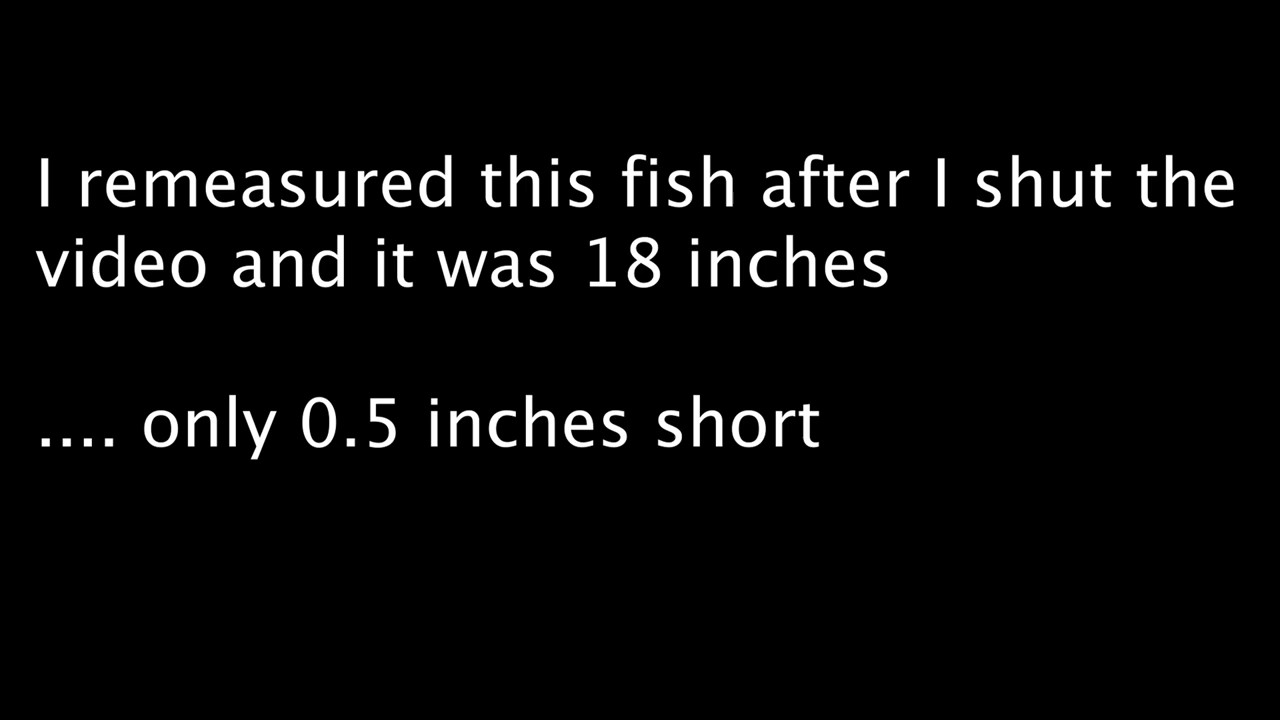 I remeasured this fish after I shut the
video and it was 18 inches
.... only 0.5 inches short